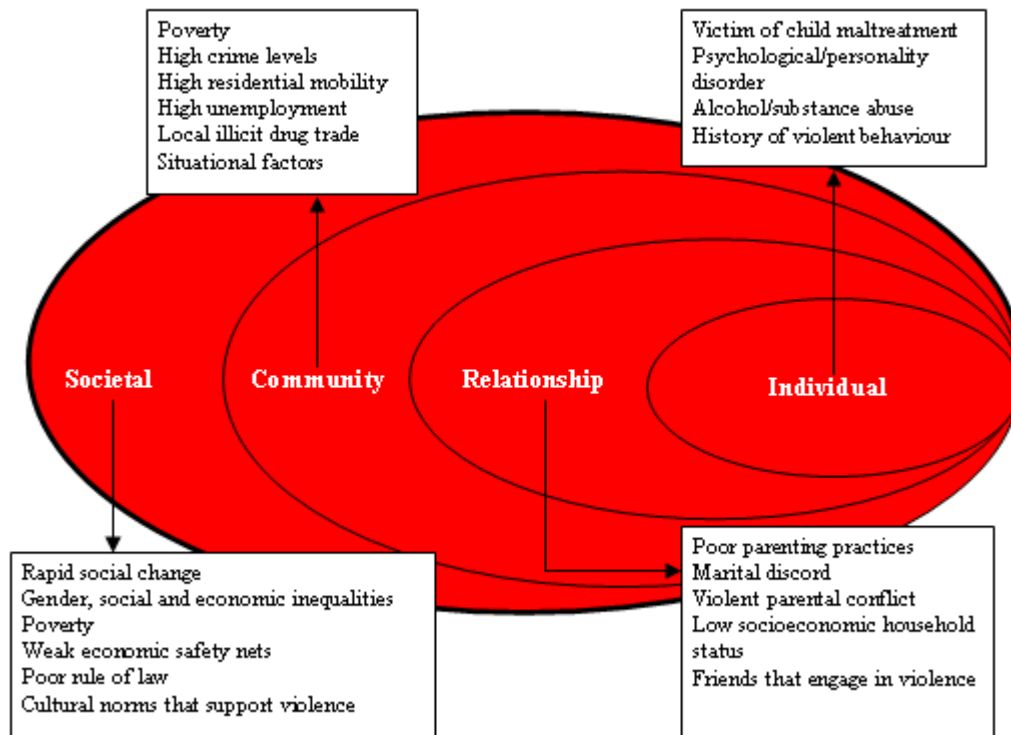 Poverty
High crime levels
High residential mobility
High unemployment
Local illicit drug trade
Situational factors
Victim of child maltreatment
Psychological/personality
disorder
Alcohol/substance abuse
History of violent behaviour
Societal
Community
Relationship
Individual
Rapid social change
Gender, social and economic inequalities
Poverty
Weak economic safety nets
Poor rule of law
Cultural norms that support violence
Poor parenting practices
Marital discord
Violent parental conflict
Low socioeconomic household
status
Friends that engage in violence